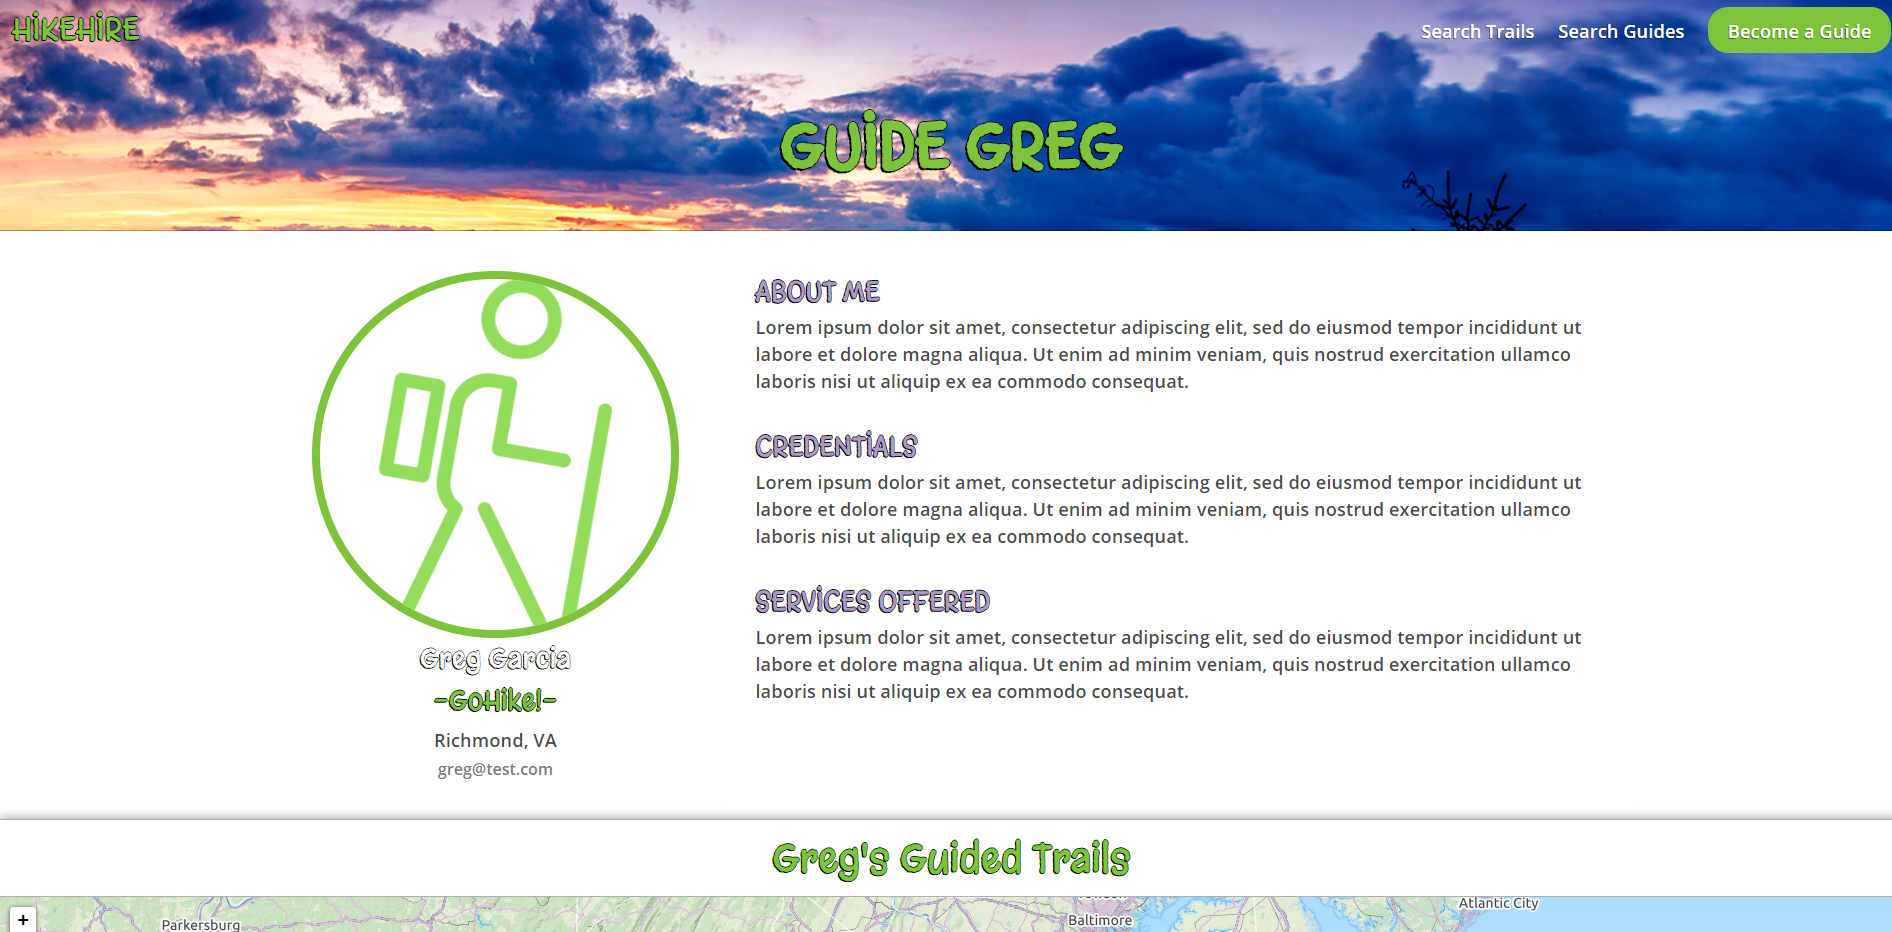 HiKEHiRE
Search Trails
Search Guides
Become a Guide
GUiDE GREG
ABOUT ME
Lorem ipsum dolor sit amet, consectetur adipiscing elit, sed do eiusmod tempor incididunt ut
labore et dolore magna aliqua. Ut enim ad minim veniam, quis nostrud exercitation ullamco
laboris nisi ut aliquip ex ea commodo consequat.
CREDENTiALS
Lorem ipsum dolor sit amet, consectetur adipiscing elit, sed do eiusmod tempor incididunt ut
labore et dolore magna aliqua. Ut enim ad minim veniam, quis nostrud exercitation ullamco
laboris nisi ut aliquip ex ea commodo consequat.
SERViCES OFFERED
Lorem ipsum dolor sit amet, consectetur adipiscing elit, sed do eiusmod tempor incididunt ut
labore et dolore magna aliqua. Ut enim ad minim veniam, quis nostrud exercitation ullamco
laboris nisi ut aliquip ex ea commodo consequat.
Greg Garcia
-GoHike!-
Richmond, VA
greg@test.com
Greg's Guided Trails
+
Parkersburg
Baltimore
Atlantic City